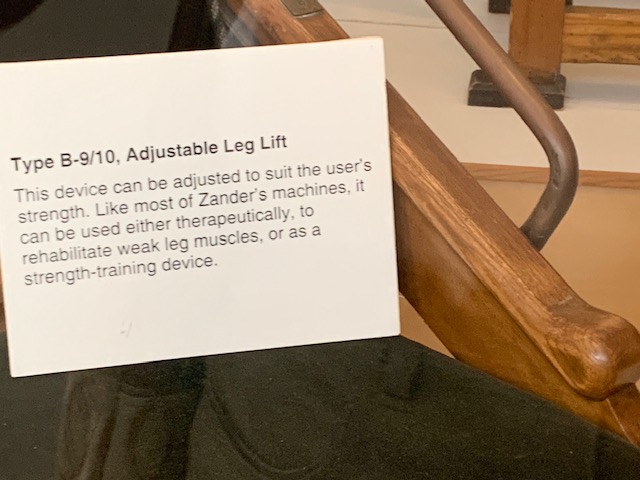 Type B-9/10, Adjustable Leg Lift
This device can be adjusted to suit the user's
strength. Like most of Zander's machines, it
can be used either therapeutically, to
rehabilitate weak leg muscles, or as a
strength-training device.